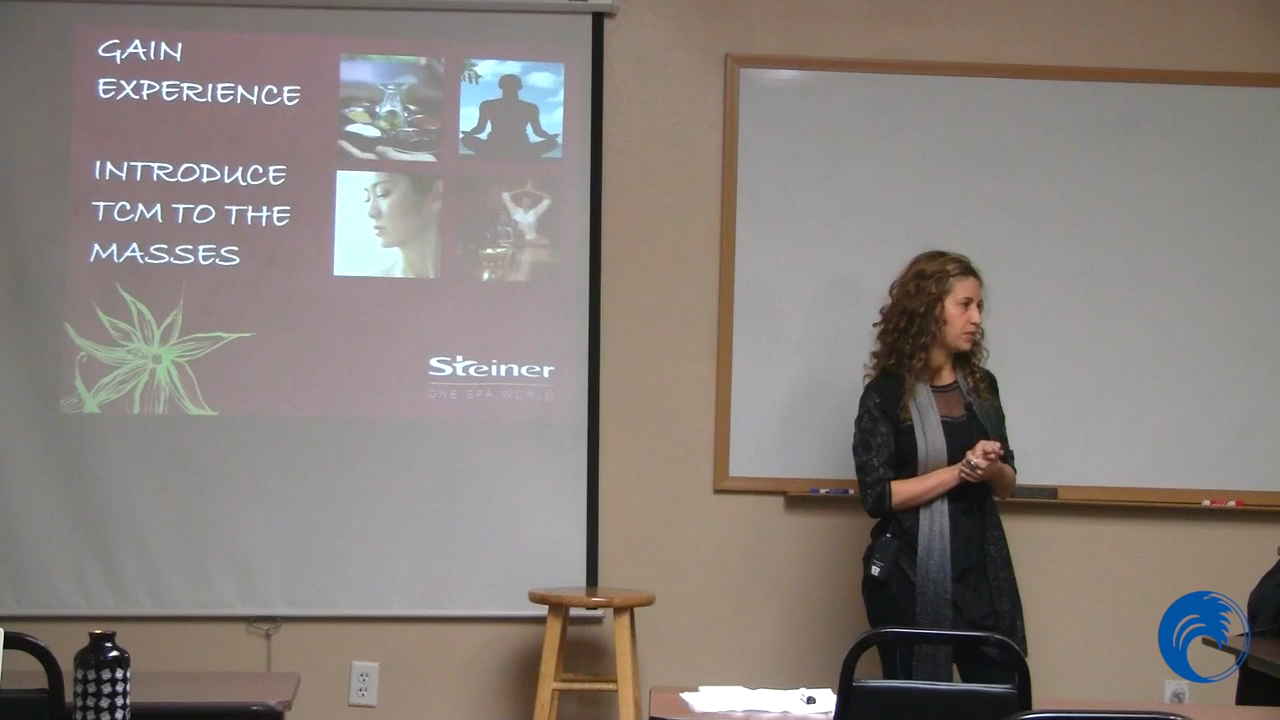 GAIN
EXPERIENCE
INTRODUCE
TCM TO THE
MASSES
Steiner
ONE SPA WORLD